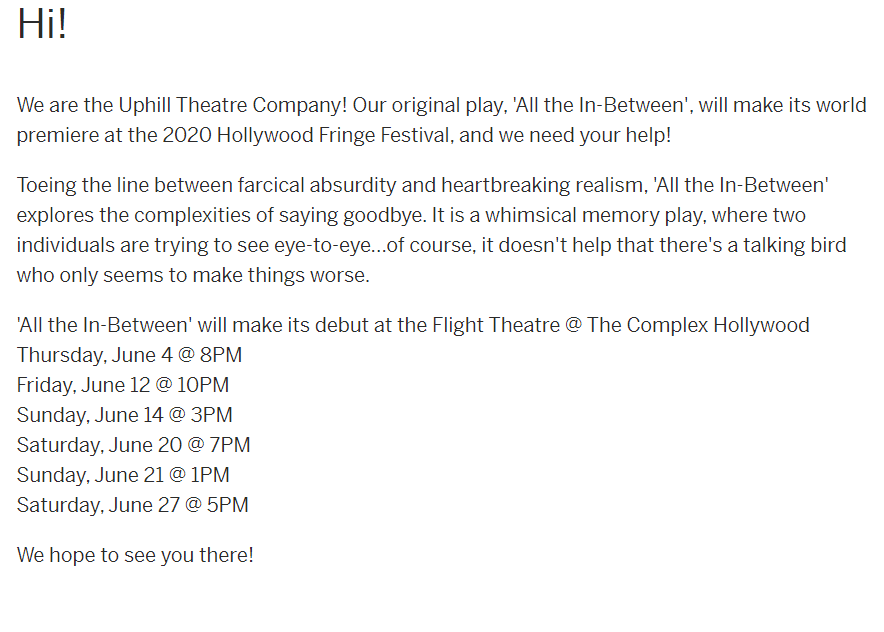 Hi!
We are the Uphill Theatre Company! Our original play, 'All the In-Between', will make its world
premiere at the 2020 Hollywood Fringe Festival, and we need your help!
Toeing the line between farcical absurdity and heartbreaking realism, 'All the In-Between'
explores the complexities of saying goodbye. It is a whimsical memory play, where two
individuals are trying to see eye-to-eye...of course, it doesn't help that there's a talking bird
who only seems to make things worse.
'All the In-Between' will make its debut at the Flight Theatre @ The Complex Hollywood
Thursday, June 4 @ 8PM
Friday, June 12 @ 10PM
Sunday, June 14 @ 3PM
Saturday, June 20 @ 7PM
Sunday, June 21 @ 1PM
Saturday, June 27 @ 5PM
We hope to see you there!